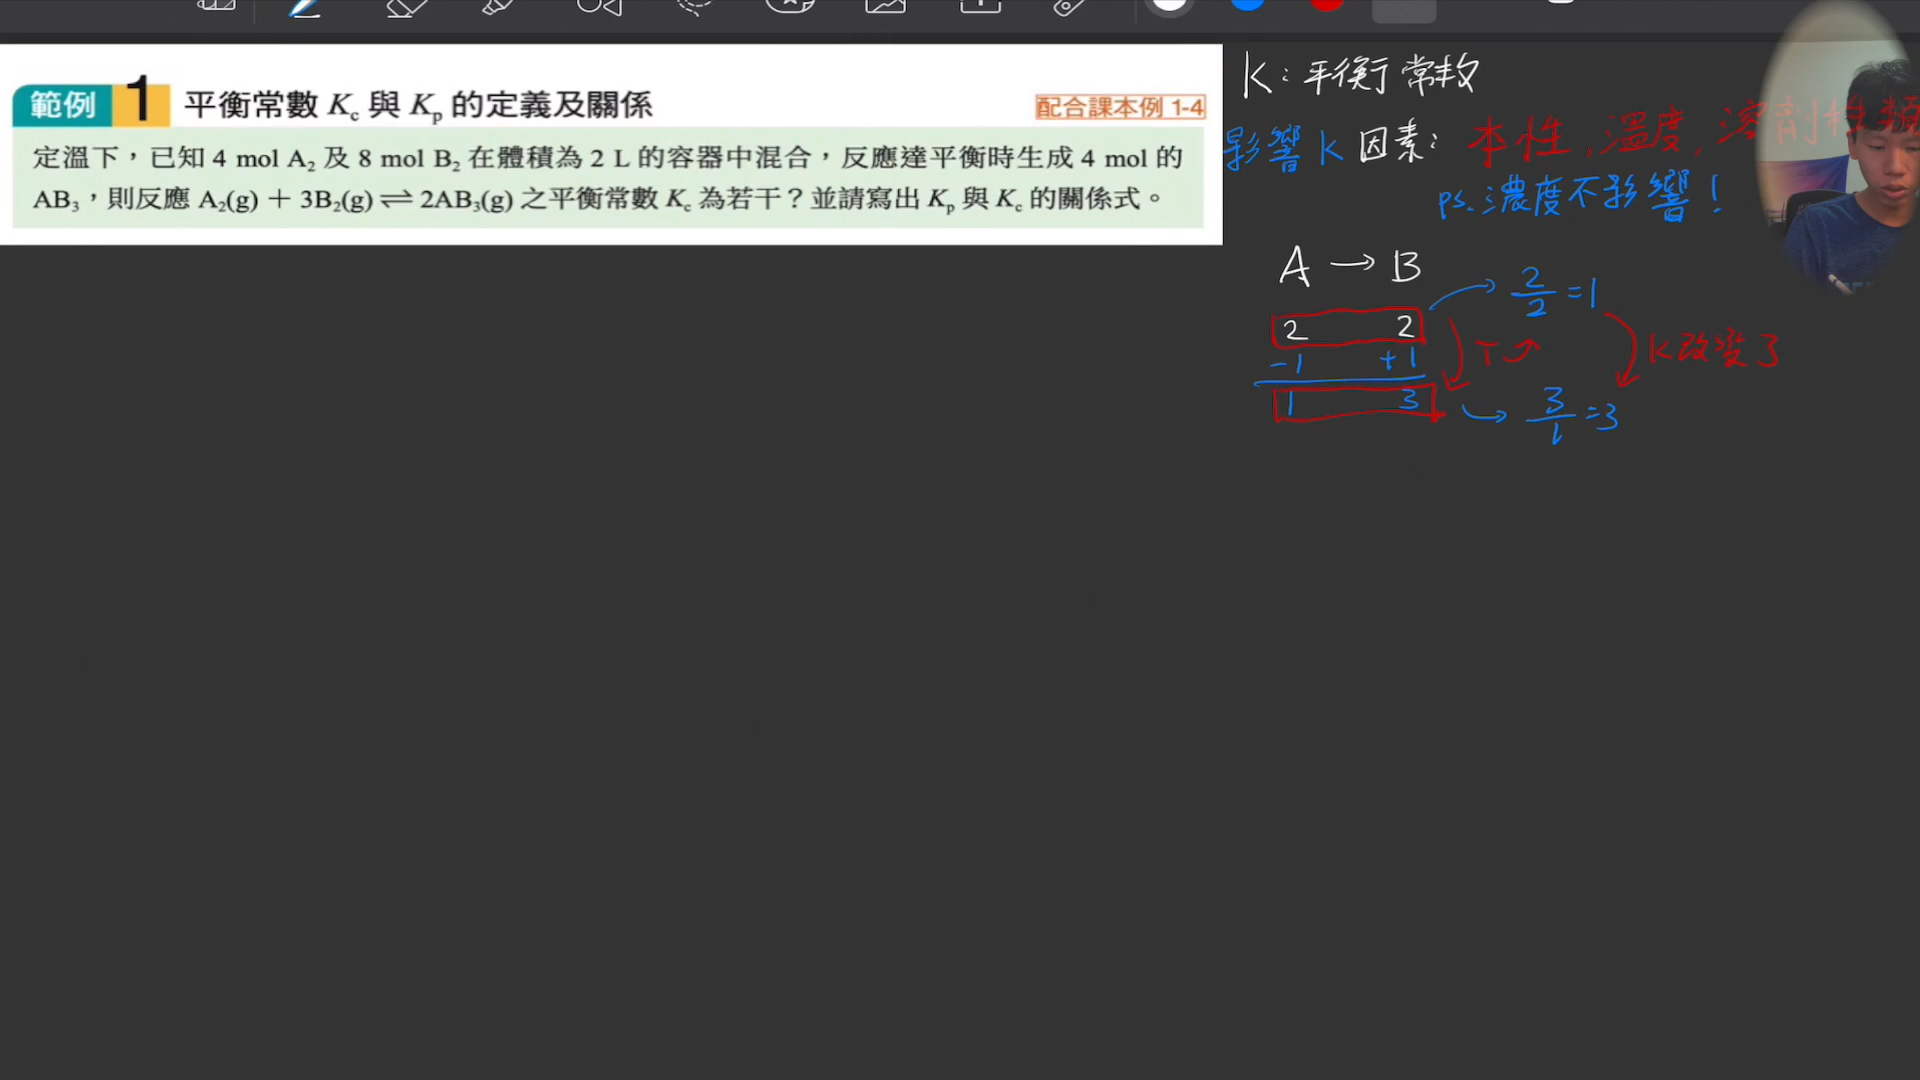 範例 1 平衡常數 Kc 與 Kp 的定義及關係
配合課本例 1-4
定溫下，已知 4 mol A₂ 及 8 mol B₂ 在體積為 2 L 的容器中混合，反應達平衡時生成 4 mol 的
AB₃，則反應 A₂(g) + 3B₂(g) ⇌ 2AB₃(g) 之平衡常數 Kc 為若干？並請寫出 Kp 與 Kc 的關係式。
K：平衡常数
影響 K 因素： 本性，溫度，溶劑種類
ps. 濃度不影響！
A → B
2 2 → 2/2 = 1
-1 +1 T↗ K改变了
1 3 → 3/1 = 3